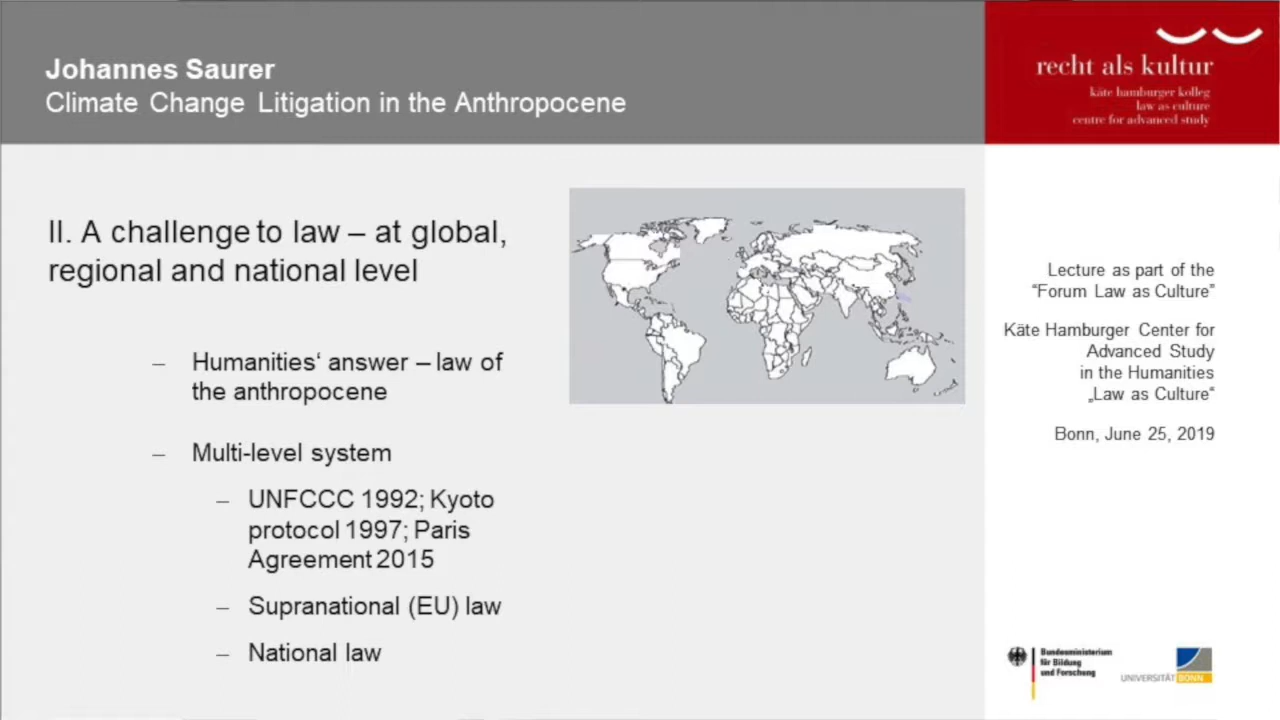 Johannes Saurer
Climate Change Litigation in the Anthropocene
recht als kultur
käte hamburger kolleg
law as culture
centre for advanced study
II. A challenge to law – at global,
regional and national level
– Humanities‘ answer – law of
the anthropocene
– Multi-level system
– UNFCCC 1992; Kyoto
protocol 1997; Paris
Agreement 2015
– Supranational (EU) law
– National law
Lecture as part of the
“Forum Law as Culture”
Käte Hamburger Center for
Advanced Study
in the Humanities
„Law as Culture“
Bonn, June 25, 2019
Bundesministerium
für Bildung
und Forschung
UNIVERSITÄT BONN